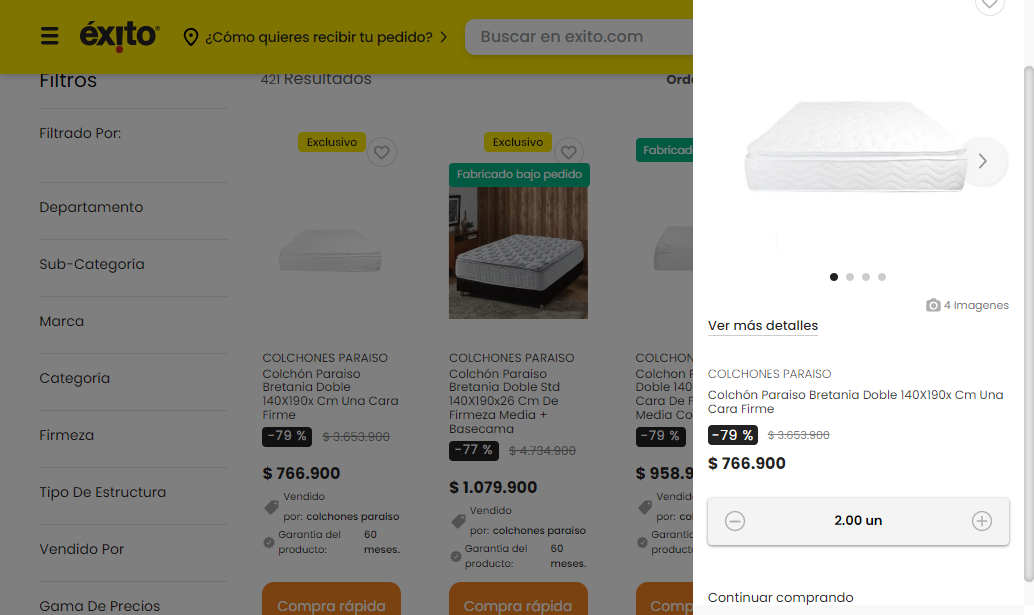 éxito
¿Cómo quieres recibir tu pedido?
Buscar en exito.com
Filtros
Filtrado Por:
Departamento
Sub-Categoría
Marca
Categoría
Firmeza
Tipo De Estructura
Vendido Por
Gama De Precios
421 Resultados
Orde
Exclusivo
COLCHONES PARAISO
Colchón Paraiso
Bretania Doble
140X190x Cm Una Cara
Firme
-79 % $ 3.653.900
$ 766.900
Vendido
por: colchones paraiso
Garantía del
producto:
60
meses.
Compra rápida
Exclusivo
Fabricado bajo pedido
COLCHONES PARAISO
Colchón Paraiso
Bretania Doble Std
140X190x26 Cm De
Firmeza Media +
Basecama
-77 % $ 4.734.900
$ 1.079.900
Vendido
por: colchones paraiso
Garantía del
producto:
60
meses.
Compra rápida
Fabricad
COLCHON
Colchon P
Doble 140
Cara De F
Media Co
-79 %
$ 958.9
Vendid
por: co
Garant
product
Comp
4 Imagenes
Ver más detalles
COLCHONES PARAISO
Colchón Paraiso Bretania Doble 140X190x Cm Una
Cara Firme
-79 % $ 3.653.900
$ 766.900
2.00 un
Continuar comprando